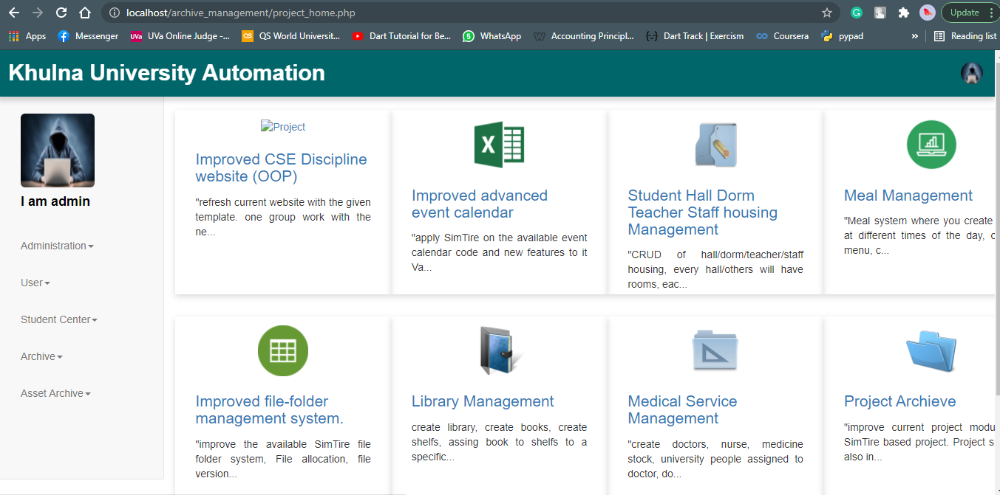 localhost/archive_management/project_home.php
Update
Apps
Messenger
UVa
UVa Online Judge -...
QS
QS World Universit...
Dart Tutorial for Be...
5
WhatsApp
W
Accounting Principl...
Dart Track | Exercism
Coursera
pypad
»
Reading list
Khulna University Automation
I am admin
Administration
User
Student Center
Archive
Asset Archive
Project
Improved CSE Discipline
website (OOP)
"refresh current website with the given
template. one group work with the
ne...
X
Improved advanced
event calendar
"apply SimTire on the available event
calendar code and new features to it
Va...
Student Hall Dorm
Teacher Staff housing
Management
"CRUD of hall/dorm/teacher/staff
housing, every hall/others will have
rooms, eac...
Meal Management
"Meal system where you create
at different times of the day,
menu, c...
Improved file-folder
management system.
"improve the available SimTire file
folder system, File allocation, file
version...
Library Management
create library, create books, create
shelfs, assing book to shelfs to a
specific...
Medical Service
Management
"create doctors, nurse, medicine
stock, university people assigned to
doctor, do...
Project Archieve
"improve current project modu
SimTire based project. Project s
also in...